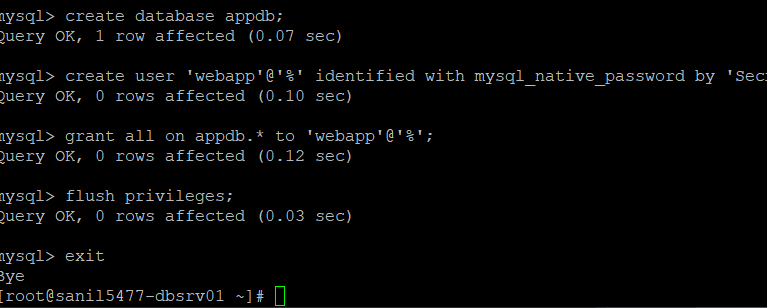 mysql> create database appdb;
Query OK, 1 row affected (0.07 sec)
mysql> create user 'webapp'@'%' identified with mysql_native_password by 'Sec
Query OK, 0 rows affected (0.10 sec)
mysql> grant all on appdb.* to 'webapp'@'%';
Query OK, 0 rows affected (0.12 sec)
mysql> flush privileges;
Query OK, 0 rows affected (0.03 sec)
mysql> exit
Bye
[root@sanil5477-dbsrv01 ~]#